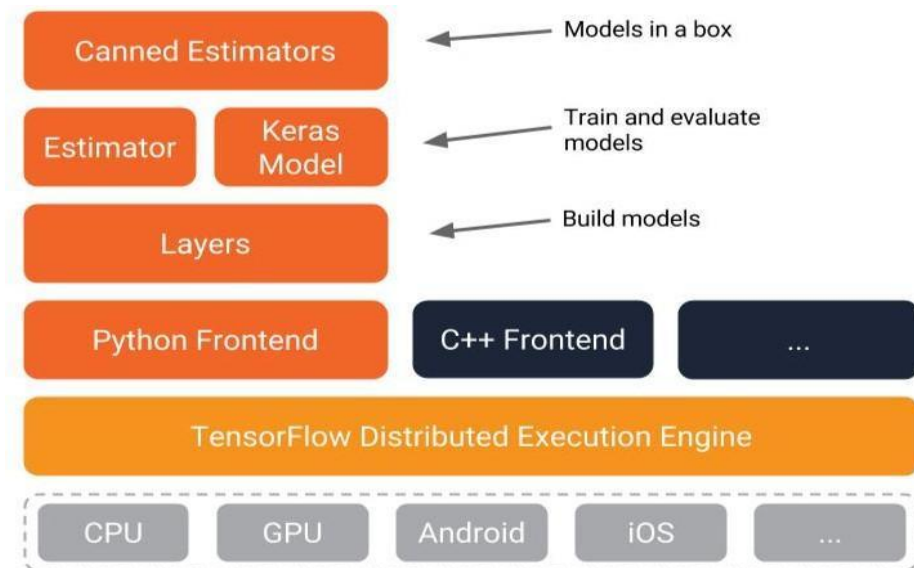 Canned Estimators
Models in a box
Estimator
Keras
Model
Train and evaluate
models
Layers
Build models
Python Frontend
C++ Frontend
...
TensorFlow Distributed Execution Engine
CPU
GPU
Android
iOS
...